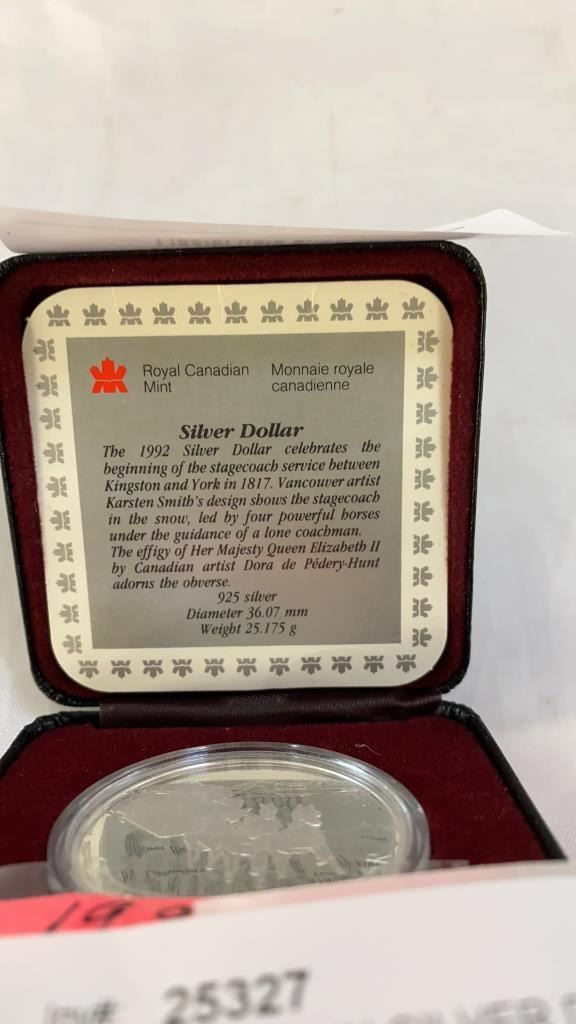 Royal Canadian Mint
Monnaie royale canadienne
Silver Dollar
The 1992 Silver Dollar celebrates the
beginning of the stagecoach service between
Kingston and York in 1817. Vancouver artist
Karsten Smith's design shows the stagecoach
in the snow, led by four powerful horses
under the guidance of a lone coachman.
The effigy of Her Majesty Queen Elizabeth II
by Canadian artist Dora de Pédery-Hunt
adorns the obverse.
925 silver
Diameter 36.07 mm
Weight 25.175 g
Inv# 25327
SILVER